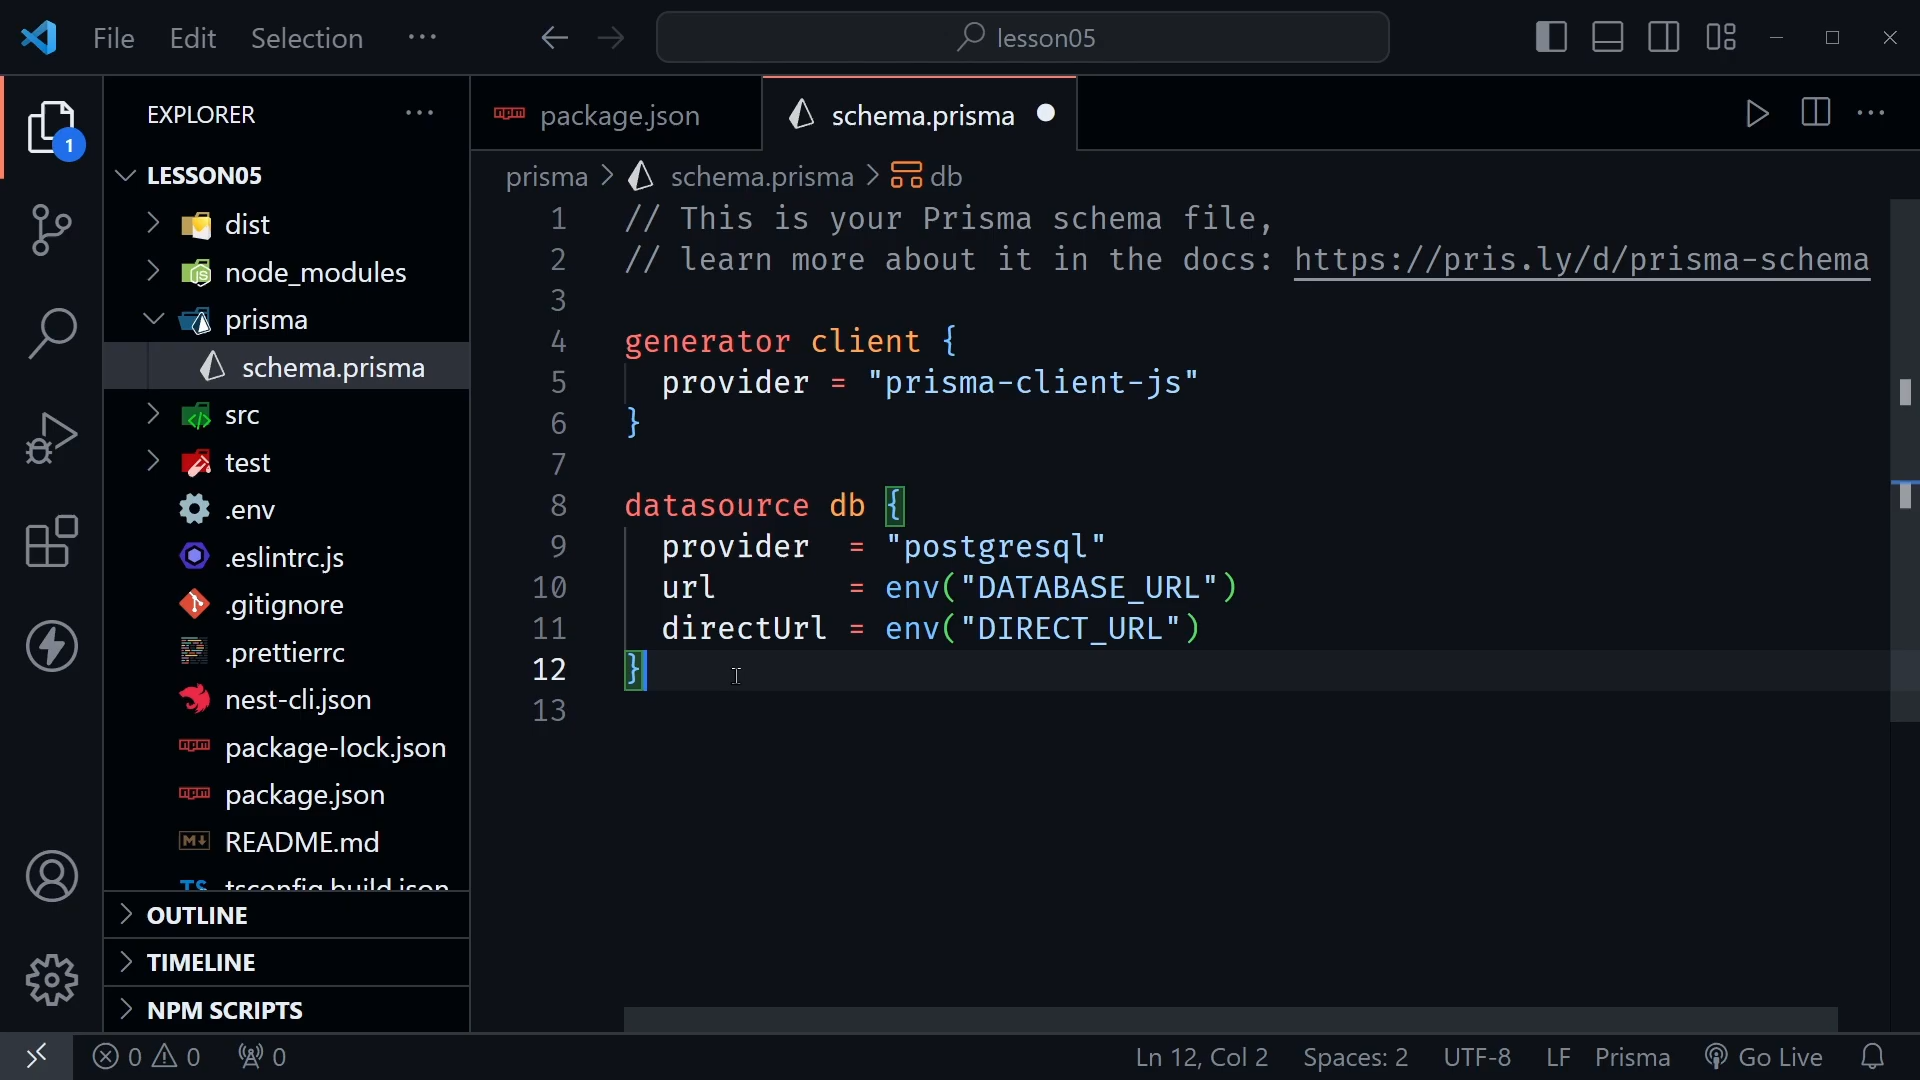 File Edit Selection ··· lesson05
EXPLORER ···
LESSON05
dist
node_modules
prisma
schema.prisma
src
test
.env
.eslintrc.js
.gitignore
.prettierrc
nest-cli.json
package-lock.json
package.json
README.md
tsconfig.build.json
OUTLINE
TIMELINE
NPM SCRIPTS
1
package.json schema.prisma
prisma > schema.prisma > db
1 // This is your Prisma schema file,
2 // learn more about it in the docs: https://pris.ly/d/prisma-schema
3
4 generator client {
5 provider = "prisma-client-js"
6 }
7
8 datasource db {
9 provider = "postgresql"
10 url = env("DATABASE_URL")
11 directUrl = env("DIRECT_URL")
12 }
13
0 0 0 Ln 12, Col 2 Spaces: 2 UTF-8 LF Prisma Go Live